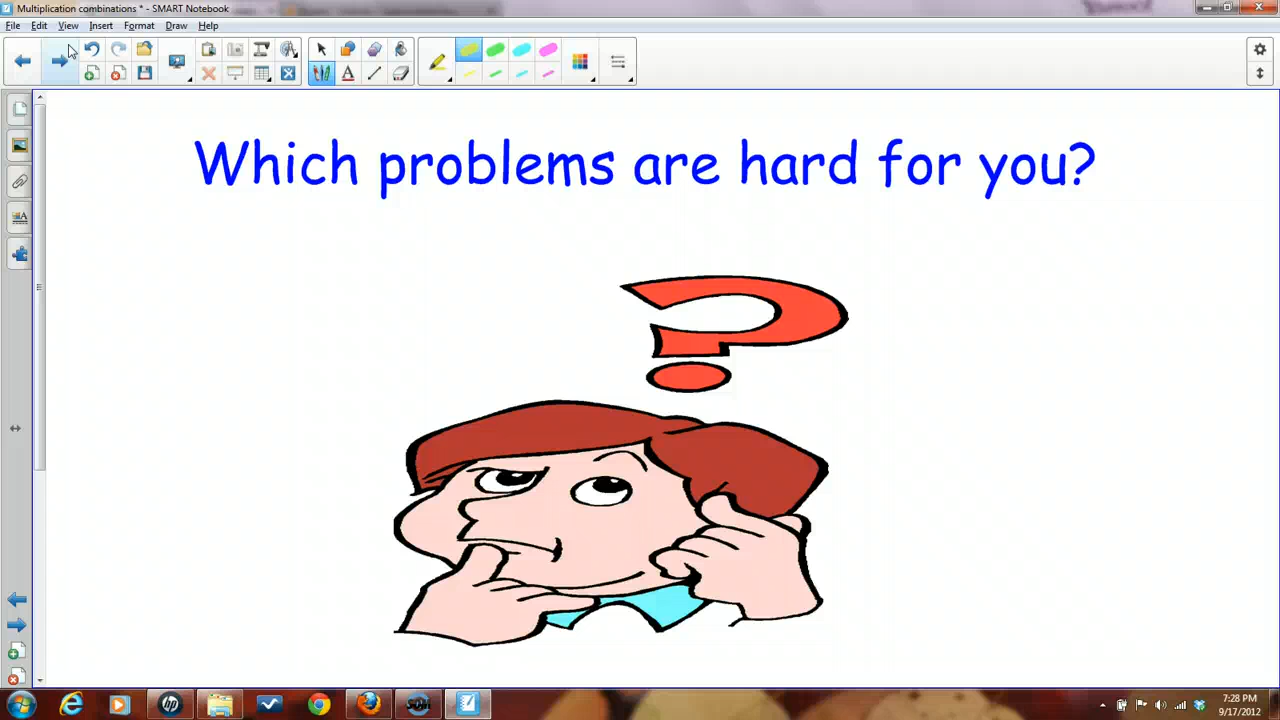 Multiplication combinations * - SMART Notebook
File Edit View Insert Format Draw Help
Which problems are hard for you?
?
7:28 PM
9/17/2012